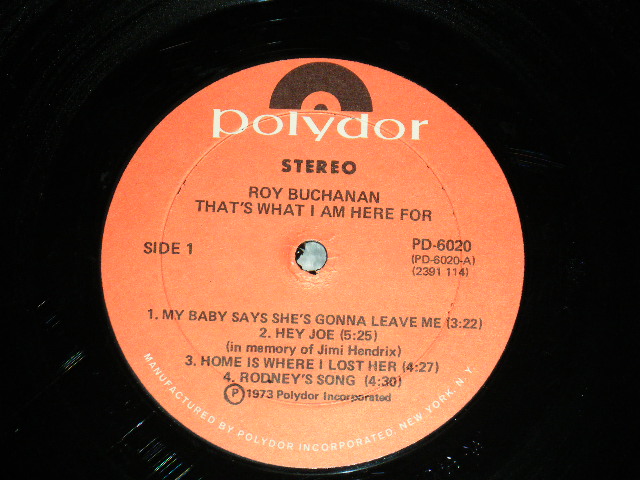 polydor
STEREO
ROY BUCHANAN
THAT'S WHAT I AM HERE FOR
SIDE 1
PD-6020
(PD-6020-A)
(2391 114)
1. MY BABY SAYS SHE'S GONNA LEAVE ME (3:22)
2. HEY JOE (5:25)
(in memory of Jimi Hendrix)
3. HOME IS WHERE I LOST HER (4:27)
4. RODNEY'S SONG (4:30)
Ⓟ 1973 Polydor Incorporated
MANUFACTURED BY POLYDOR INCORPORATED, NEW YORK, N.Y.